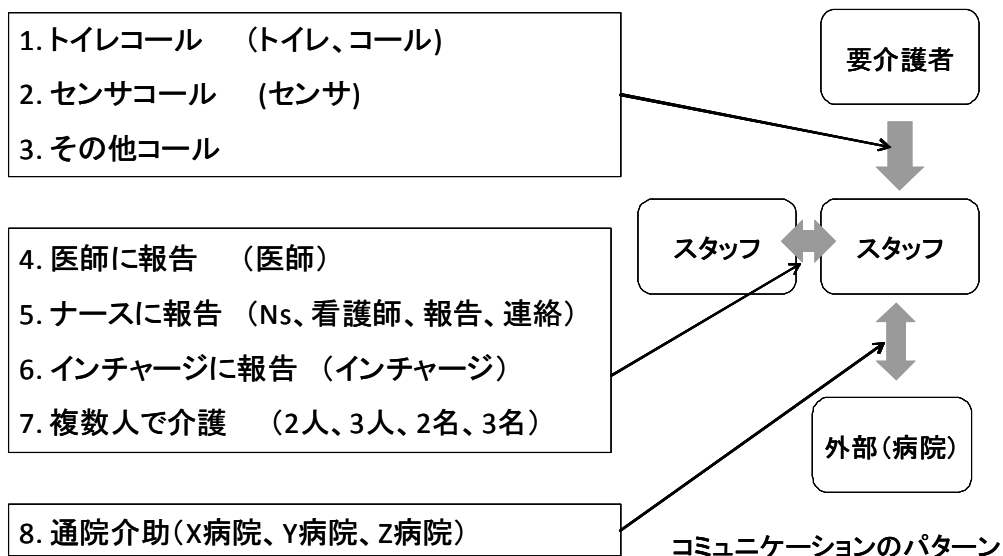 1. トイレコール （トイレ、コール)
2. センサコール (センサ)
3. その他コール
要介護者
4. 医師に報告 （医師）
5. ナースに報告 （Ns、看護師、報告、連絡）
6. インチャージに報告 （インチャージ）
7. 複数人で介護 （2人、3人、2名、3名）
スタッフ
スタッフ
外部（病院）
8. 通院介助（X病院、Y病院、Z病院）
コミュニケーションのパターン